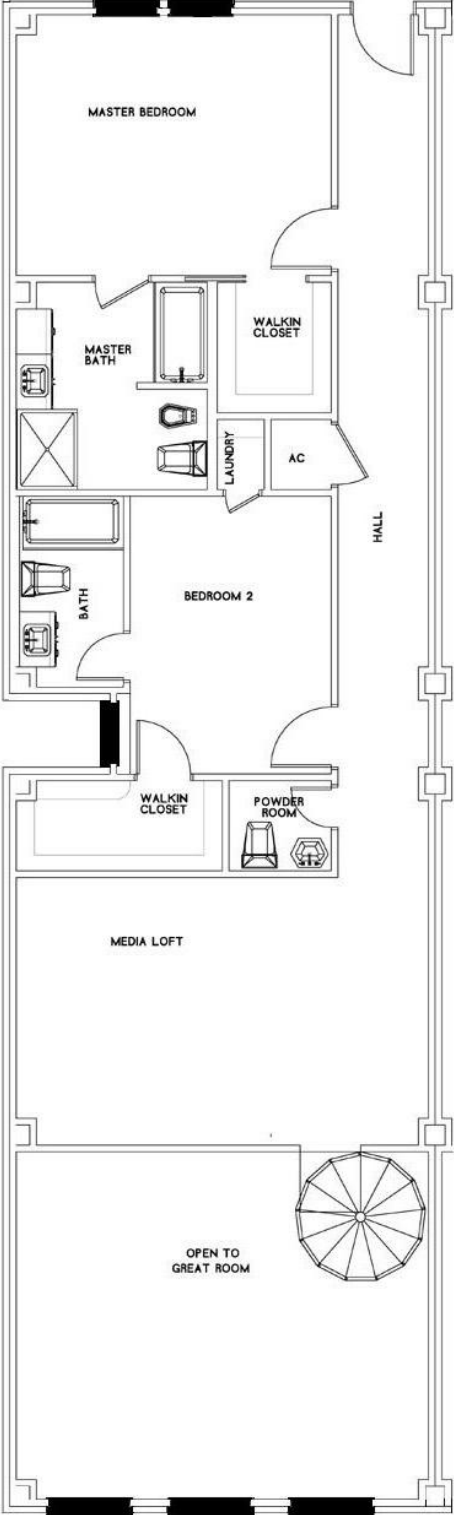 MASTER BEDROOM
WALKIN
CLOSET
MASTER
BATH
LAUNDRY
AC
HALL
BATH
BEDROOM 2
WALKIN
CLOSET
POWDER
ROOM
MEDIA LOFT
OPEN TO
GREAT ROOM